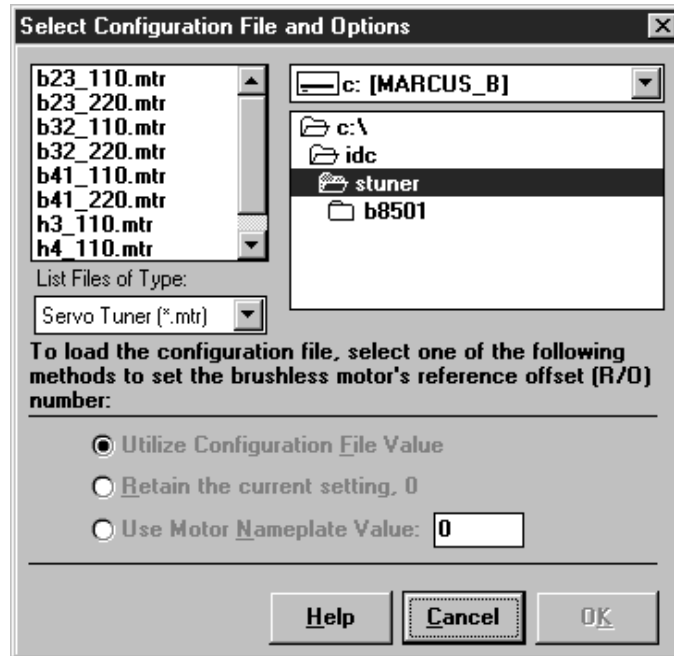 Select Configuration File and Options
b23_110.mtr
b23_220.mtr
b32_110.mtr
b32_220.mtr
b41_110.mtr
b41_220.mtr
h3_110.mtr
h4_110.mtr
List Files of Type:
Servo Tuner (*.mtr)
c: [MARCUS_B]
c:\
idc
stuner
b8501
To load the configuration file, select one of the following
methods to set the brushless motor's reference offset (R/O)
number:
Utilize Configuration File Value
Retain the current setting, 0
Use Motor Nameplate Value: 0
Help Cancel OK